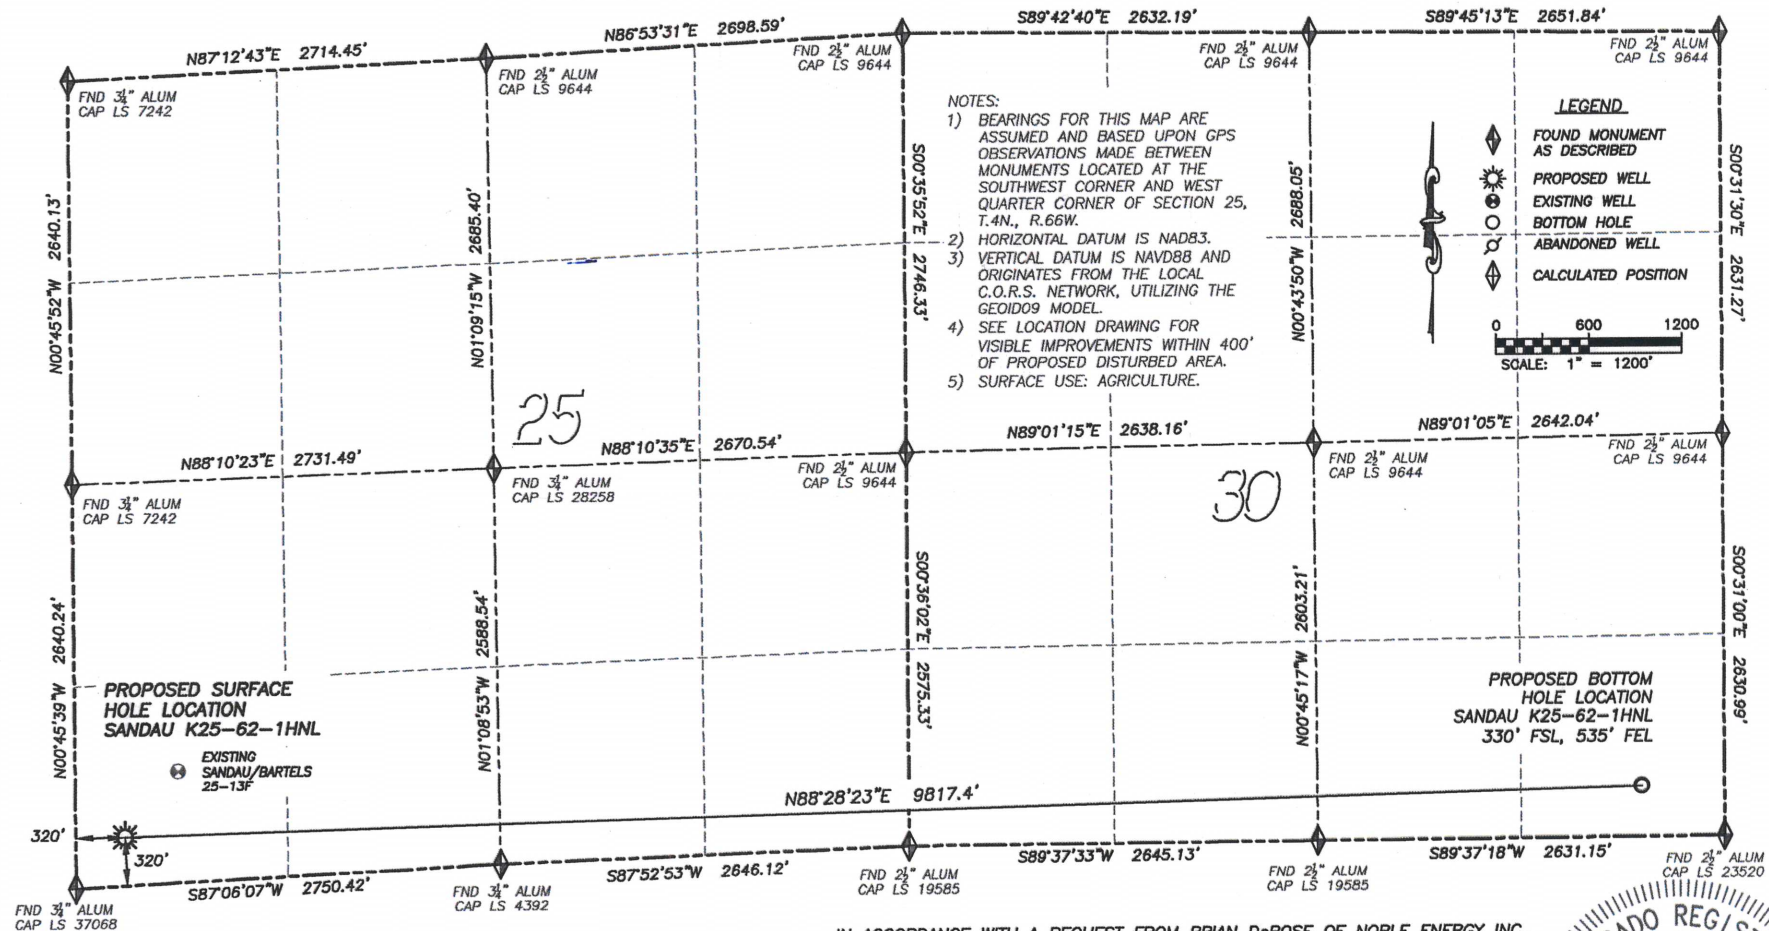 N87°12'43"E 2714.45'
N86°53'31"E 2698.59'
S89°42'40"E 2632.19'
S89°45'13"E 2651.84'
FND 3¼" ALUM
CAP LS 7242
FND 2½" ALUM
CAP LS 9644
FND 2½" ALUM
CAP LS 9644
FND 2½" ALUM
CAP LS 9644
FND 2½" ALUM
CAP LS 9644
N00°45'52"W 2640.13'
N01°09'15"W 2685.40'
S00°35'52"E 2746.33'
NOTES:
1) BEARINGS FOR THIS MAP ARE
ASSUMED AND BASED UPON GPS
OBSERVATIONS MADE BETWEEN
MONUMENTS LOCATED AT THE
SOUTHWEST CORNER AND WEST
QUARTER CORNER OF SECTION 25,
T.4N., R.66W.
2) HORIZONTAL DATUM IS NAD83.
3) VERTICAL DATUM IS NAVD88 AND
ORIGINATES FROM THE LOCAL
C.O.R.S. NETWORK, UTILIZING THE
GEOID09 MODEL.
4) SEE LOCATION DRAWING FOR
VISIBLE IMPROVEMENTS WITHIN 400'
OF PROPOSED DISTURBED AREA.
5) SURFACE USE: AGRICULTURE.
N00°43'50"W 2688.05'
LEGEND
FOUND MONUMENT
AS DESCRIBED
PROPOSED WELL
EXISTING WELL
BOTTOM HOLE
ABANDONED WELL
CALCULATED POSITION
0 600 1200
SCALE: 1" = 1200'
S00°31'30"E 2631.27'
25
30
N88°10'23"E 2731.49'
N88°10'35"E 2670.54'
N89°01'15"E 2638.16'
N89°01'05"E 2642.04'
FND 3¼" ALUM
CAP LS 7242
FND 3¼" ALUM
CAP LS 28258
FND 2½" ALUM
CAP LS 9644
FND 2½" ALUM
CAP LS 9644
FND 2½" ALUM
CAP LS 9644
N00°45'39"W 2640.24'
N01°08'53"W 2588.54'
S00°36'02"E 2575.33'
N00°45'17"W 2603.21'
S00°31'00"E 2630.99'
PROPOSED SURFACE
HOLE LOCATION
SANDAU K25-62-1HNL
EXISTING
SANDAU/BARTELS
25-13F
PROPOSED BOTTOM
HOLE LOCATION
SANDAU K25-62-1HNL
330' FSL, 535' FEL
N88°28'23"E 9817.4'
320'
320'
S87°06'07"W 2750.42'
S87°52'53"W 2646.12'
S89°37'33"W 2645.13'
S89°37'18"W 2631.15'
FND 3¼" ALUM
CAP LS 37068
FND 3¼" ALUM
CAP LS 4392
FND 2½" ALUM
CAP LS 19585
FND 2½" ALUM
CAP LS 19585
FND 2½" ALUM
CAP LS 23520
IN ACCORDANCE WITH A REQUEST FROM BRIAN DeBOSE OF NOBLE ENERGY INC